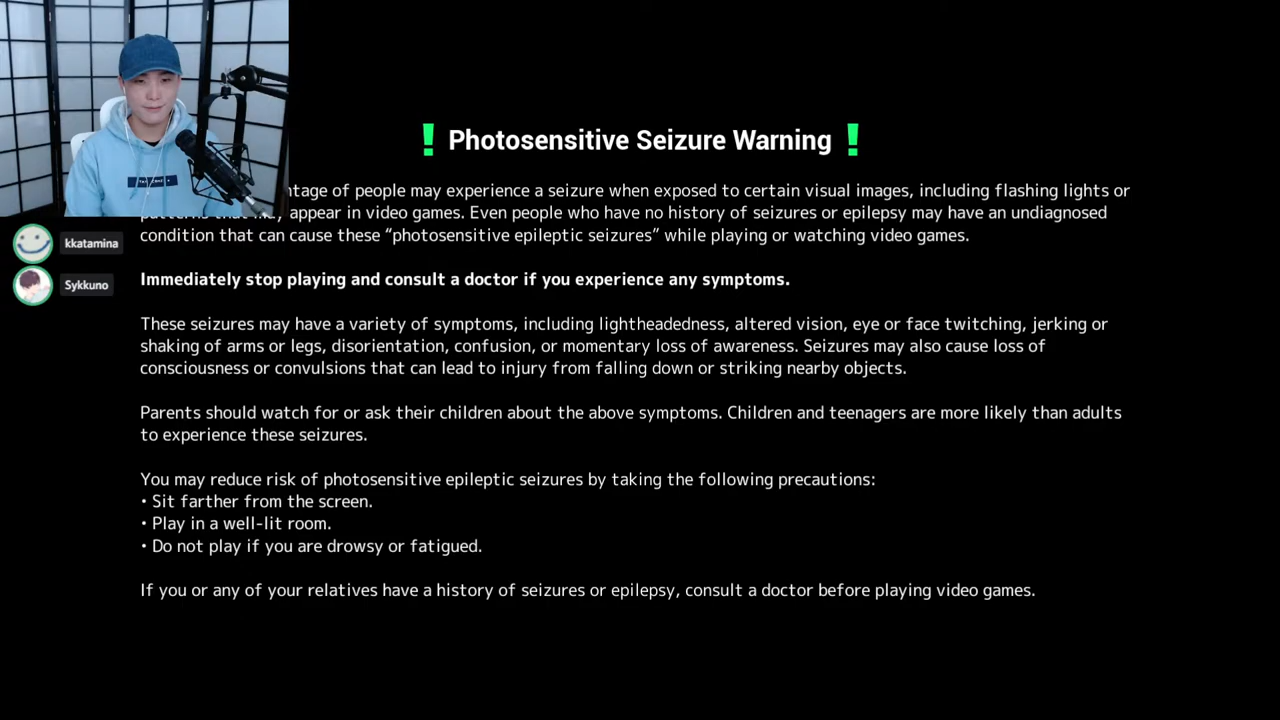 ! Photosensitive Seizure Warning !
ntage of people may experience a seizure when exposed to certain visual images, including flashing lights or
patterns that may appear in video games. Even people who have no history of seizures or epilepsy may have an undiagnosed
condition that can cause these “photosensitive epileptic seizures” while playing or watching video games.
kkatamina
Immediately stop playing and consult a doctor if you experience any symptoms.
Sykkuno
These seizures may have a variety of symptoms, including lightheadedness, altered vision, eye or face twitching, jerking or
shaking of arms or legs, disorientation, confusion, or momentary loss of awareness. Seizures may also cause loss of
consciousness or convulsions that can lead to injury from falling down or striking nearby objects.
Parents should watch for or ask their children about the above symptoms. Children and teenagers are more likely than adults
to experience these seizures.
You may reduce risk of photosensitive epileptic seizures by taking the following precautions:
• Sit farther from the screen.
• Play in a well-lit room.
• Do not play if you are drowsy or fatigued.
If you or any of your relatives have a history of seizures or epilepsy, consult a doctor before playing video games.